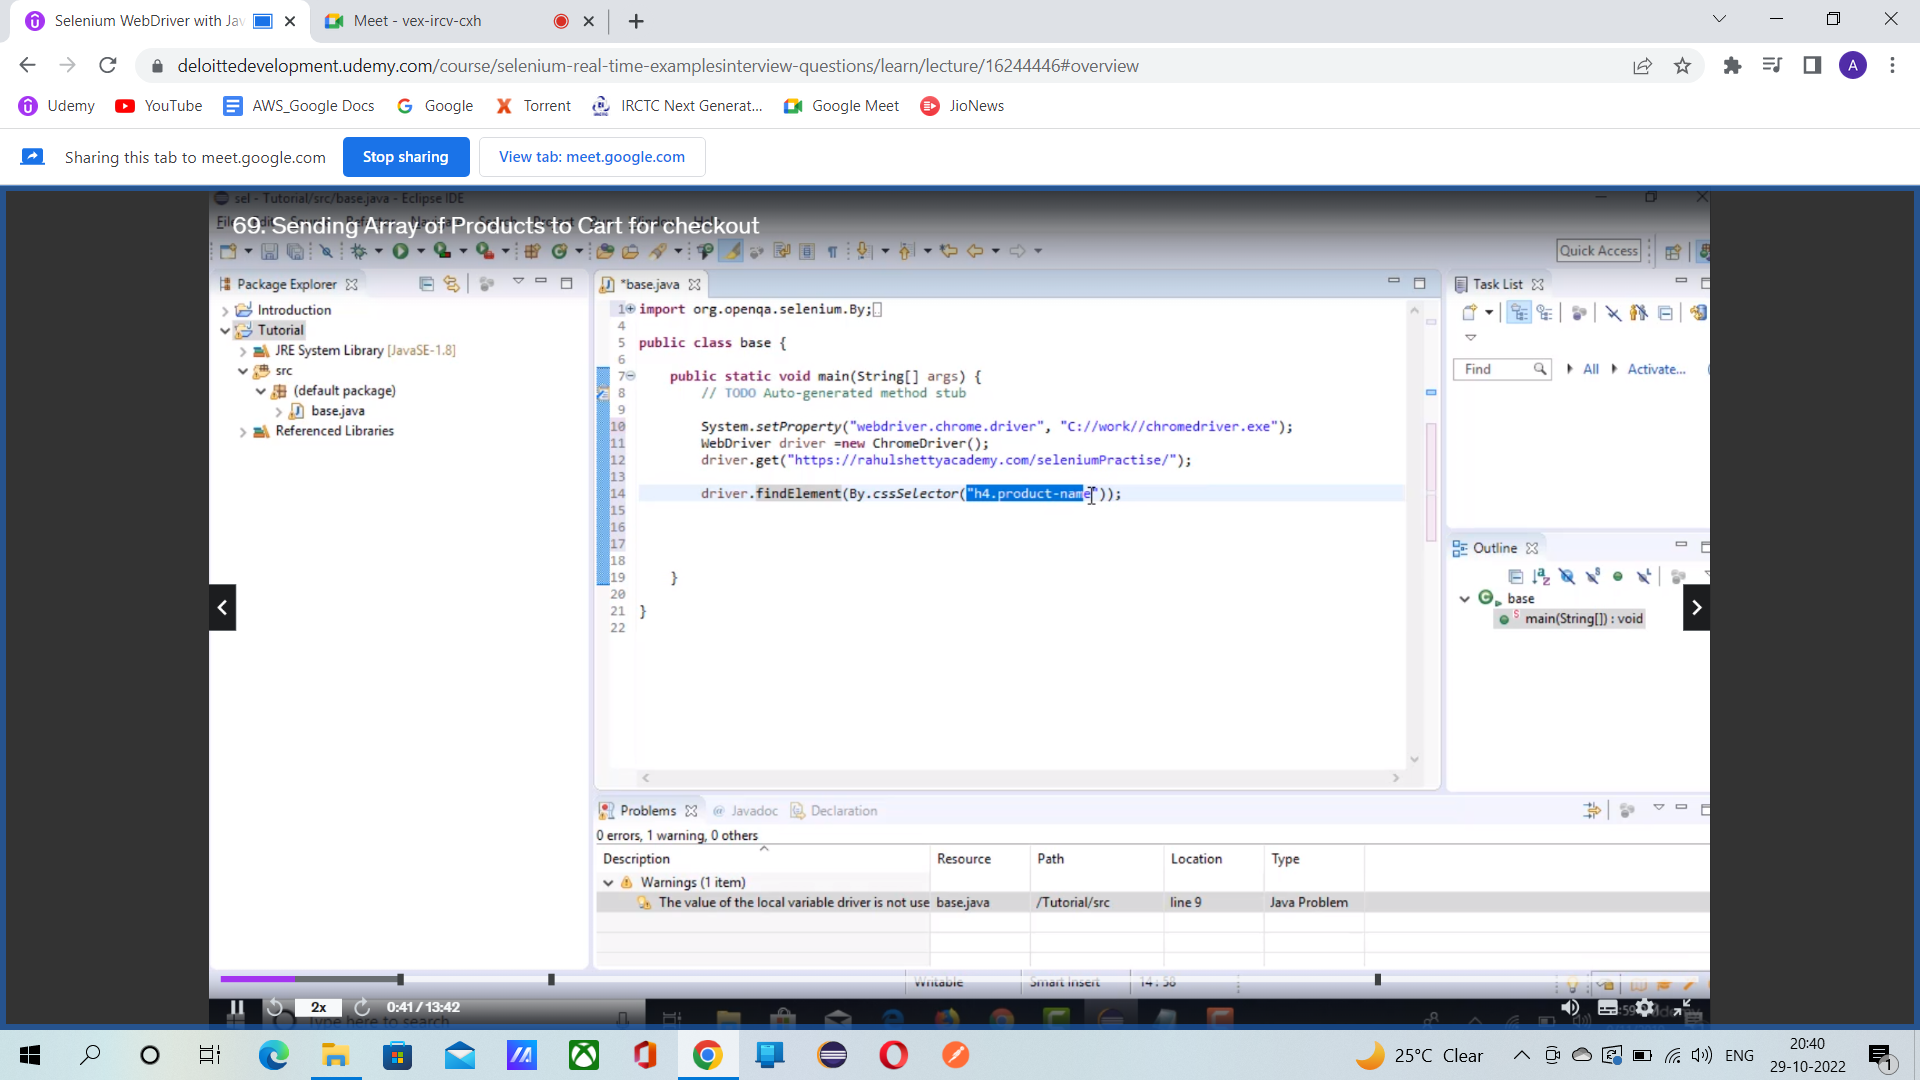 Selenium WebDriver with Jav
Meet - vex-ircv-cxh
deloittedevelopment.udemy.com/course/selenium-real-time-examplesinterview-questions/learn/lecture/16244446#overview
A
Udemy
YouTube
AWS_Google Docs
Google
Torrent
IRCTC Next Generat...
Google Meet
JioNews
Sharing this tab to meet.google.com
Stop sharing
View tab: meet.google.com
sel - Tutorial/src/base.java - Eclipse IDE
69. Sending Array of Products to Cart for checkout
Quick Access
Package Explorer
*base.java
Task List
Introduction
Tutorial
JRE System Library [JavaSE-1.8]
src
(default package)
base.java
Referenced Libraries
1 import org.openqa.selenium.By;
4
5 public class base {
6
7 public static void main(String[] args) {
8 // TODO Auto-generated method stub
9
10 System.setProperty("webdriver.chrome.driver", "C://work//chromedriver.exe");
11 WebDriver driver =new ChromeDriver();
12 driver.get("https://rahulshettyacademy.com/seleniumPractise/");
13
14 driver.findElement(By.cssSelector("h4.product-name"));
15
16
17
18
19 }
20
21 }
22
Find
All
Activate...
Outline
base
main(String[]) : void
Problems
Javadoc
Declaration
0 errors, 1 warning, 0 others
Description Resource Path Location Type
Warnings (1 item)
The value of the local variable driver is not use base.java /Tutorial/src line 9 Java Problem
Writable
Smart Insert
14 : 58
2x
0:41 / 13:42
Type here to search
25°C Clear
ENG
20:40
29-10-2022
1